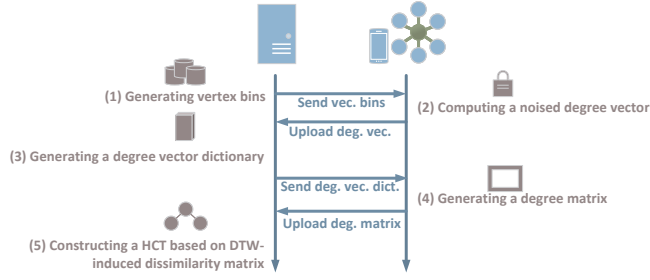 (1) Generating vertex bins
Send vec. bins
(2) Computing a noised degree vector
Upload deg. vec.
(3) Generating a degree vector dictionary
Send deg. vec. dict.
(4) Generating a degree matrix
Upload deg. matrix
(5) Constructing a HCT based on DTW-
induced dissimilarity matrix